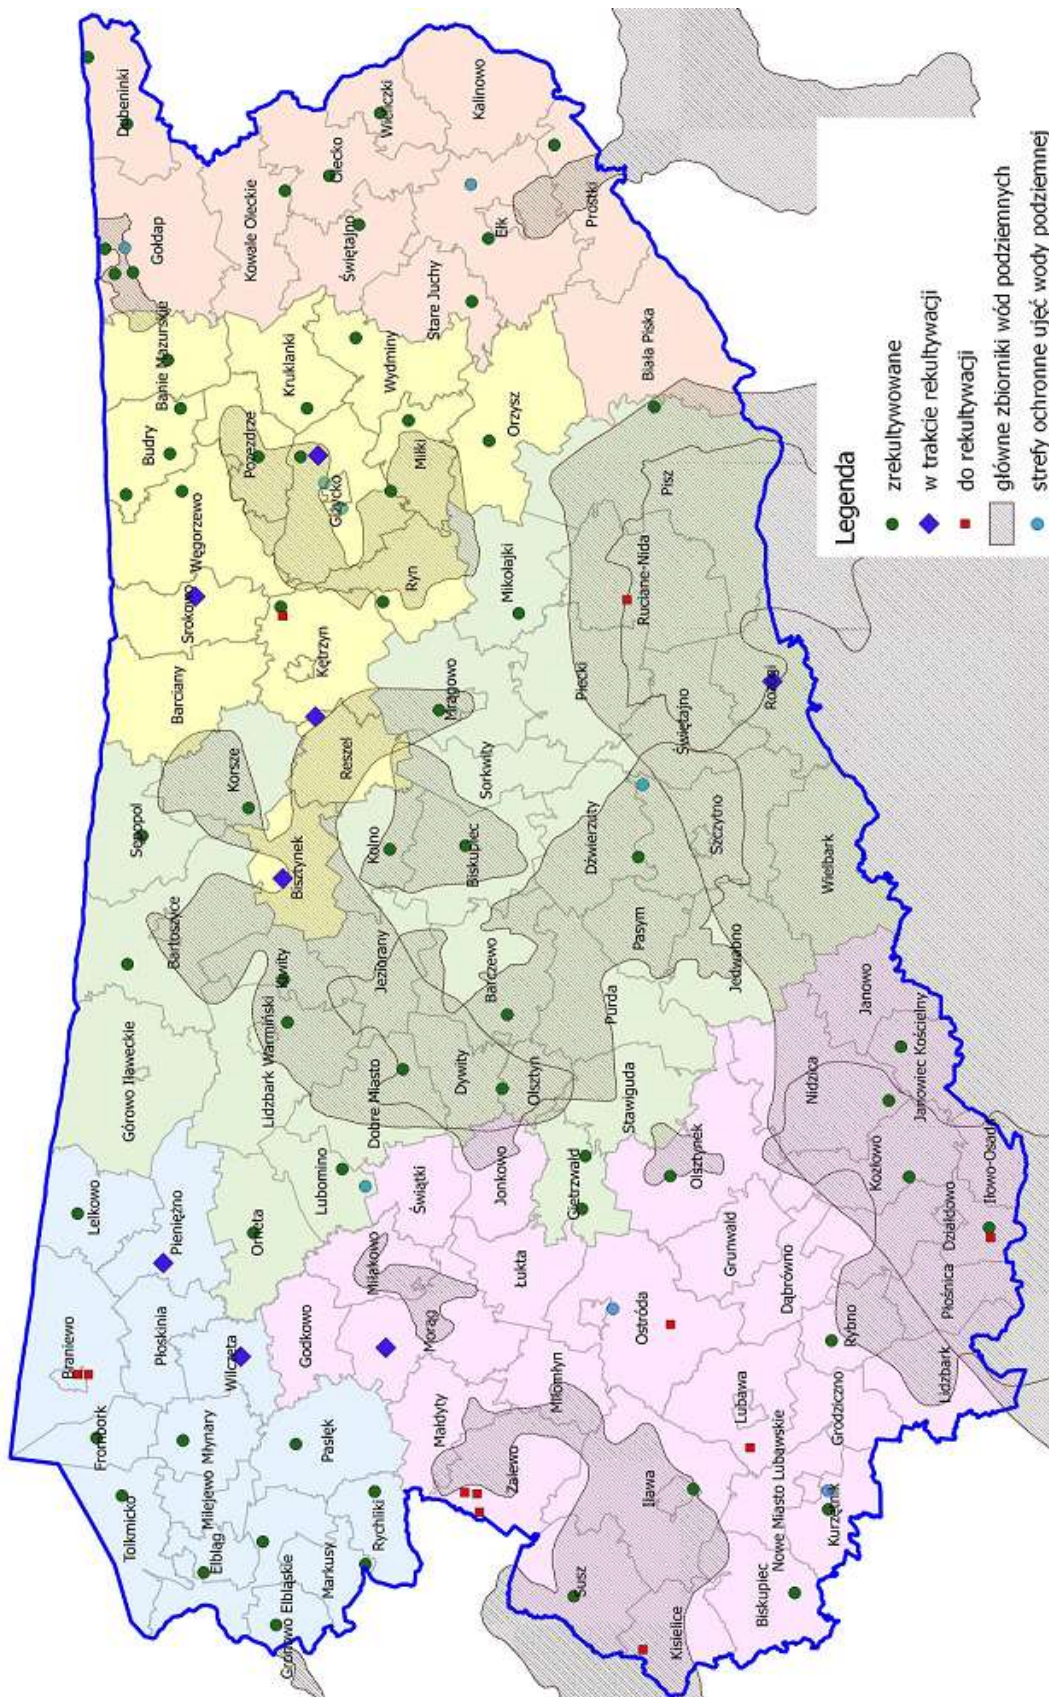 Dubeninki
Gołdap
Kowale Oleckie
Olecko
Wieliczki
Kalinowo
Świętajno
Stare Juchy
Ełk
Prostki
Biała Piska
Banie Mazurskie
Budry
Węgorzewo
Pozezdrze
Kruklanki
Wydminy
Giżycko
Miłki
Orzysz
Ryn
Srokowo
Barciany
Kętrzyn
Reszel
Korsze
Mikołajki
Mrągowo
Piecki
Ruciane-Nida
Pisz
Rozogi
Świętajno
Sorkwity
Sępopol
Bisztynek
Kolno
Biskupiec
Dźwierzuty
Szczytno
Wielbark
Bartoszyce
Kiwity
Jeziorany
Barczewo
Pasym
Jedwabno
Purda
Górowo Iławeckie
Lidzbark Warmiński
Dobre Miasto
Dywity
Olsztyn
Stawiguda
Lubomino
Orneta
Świątki
Jonkowo
Gietrzwałd
Olsztynek
Nidzica
Janowo
Janowiec Kościelny
Kozłowo
Iłowo-Osada
Działdowo
Płośnica
Lidzbark
Rybno
Dąbrówno
Grunwald
Lelkowo
Pieniężno
Braniewo
Płoskinia
Wilczęta
Frombork
Młynary
Milejewo
Tolkmicko
Elbląg
Gronowo Elbląskie
Markusy
Rychliki
Pasłęk
Godkowo
Miłakowo
Morąg
Łukta
Ostróda
Miłomłyn
Małdyty
Zalewo
Iława
Susz
Kisielice
Lubawa
Grodziczno
Nowe Miasto Lubawskie
Kurzętnik
Biskupiec
Legenda
zrekultywowane
w trakcie rekultywacji
do rekultywacji
główne zbiorniki wód podziemnych
strefy ochronne ujęć wody podziemnej